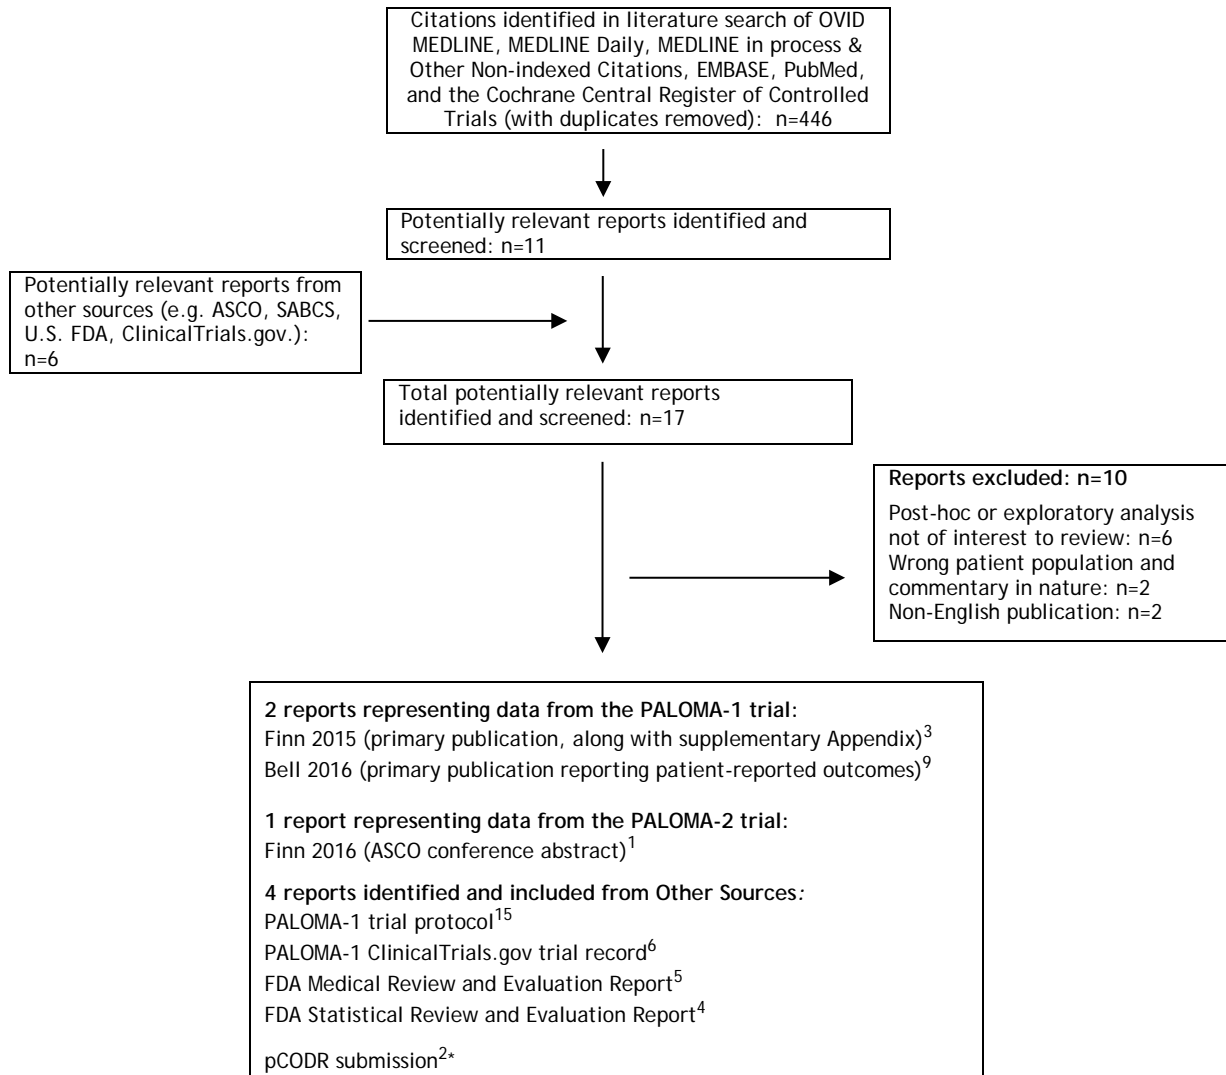 Citations identified in literature search of OVID
MEDLINE, MEDLINE Daily, MEDLINE in process &
Other Non-indexed Citations, EMBASE, PubMed,
and the Cochrane Central Register of Controlled
Trials (with duplicates removed): n=446
Potentially relevant reports identified and
screened: n=11
Potentially relevant reports from
other sources (e.g. ASCO, SABCS,
U.S. FDA, ClinicalTrials.gov.):
n=6
Total potentially relevant reports
identified and screened: n=17
Reports excluded: n=10
Post-hoc or exploratory analysis
not of interest to review: n=6
Wrong patient population and
commentary in nature: n=2
Non-English publication: n=2
2 reports representing data from the PALOMA-1 trial:
Finn 2015 (primary publication, along with supplementary Appendix)³
Bell 2016 (primary publication reporting patient-reported outcomes)⁹
1 report representing data from the PALOMA-2 trial:
Finn 2016 (ASCO conference abstract)¹
4 reports identified and included from Other Sources:
PALOMA-1 trial protocol¹⁵
PALOMA-1 ClinicalTrials.gov trial record⁶
FDA Medical Review and Evaluation Report⁵
FDA Statistical Review and Evaluation Report⁴
pCODR submission²*